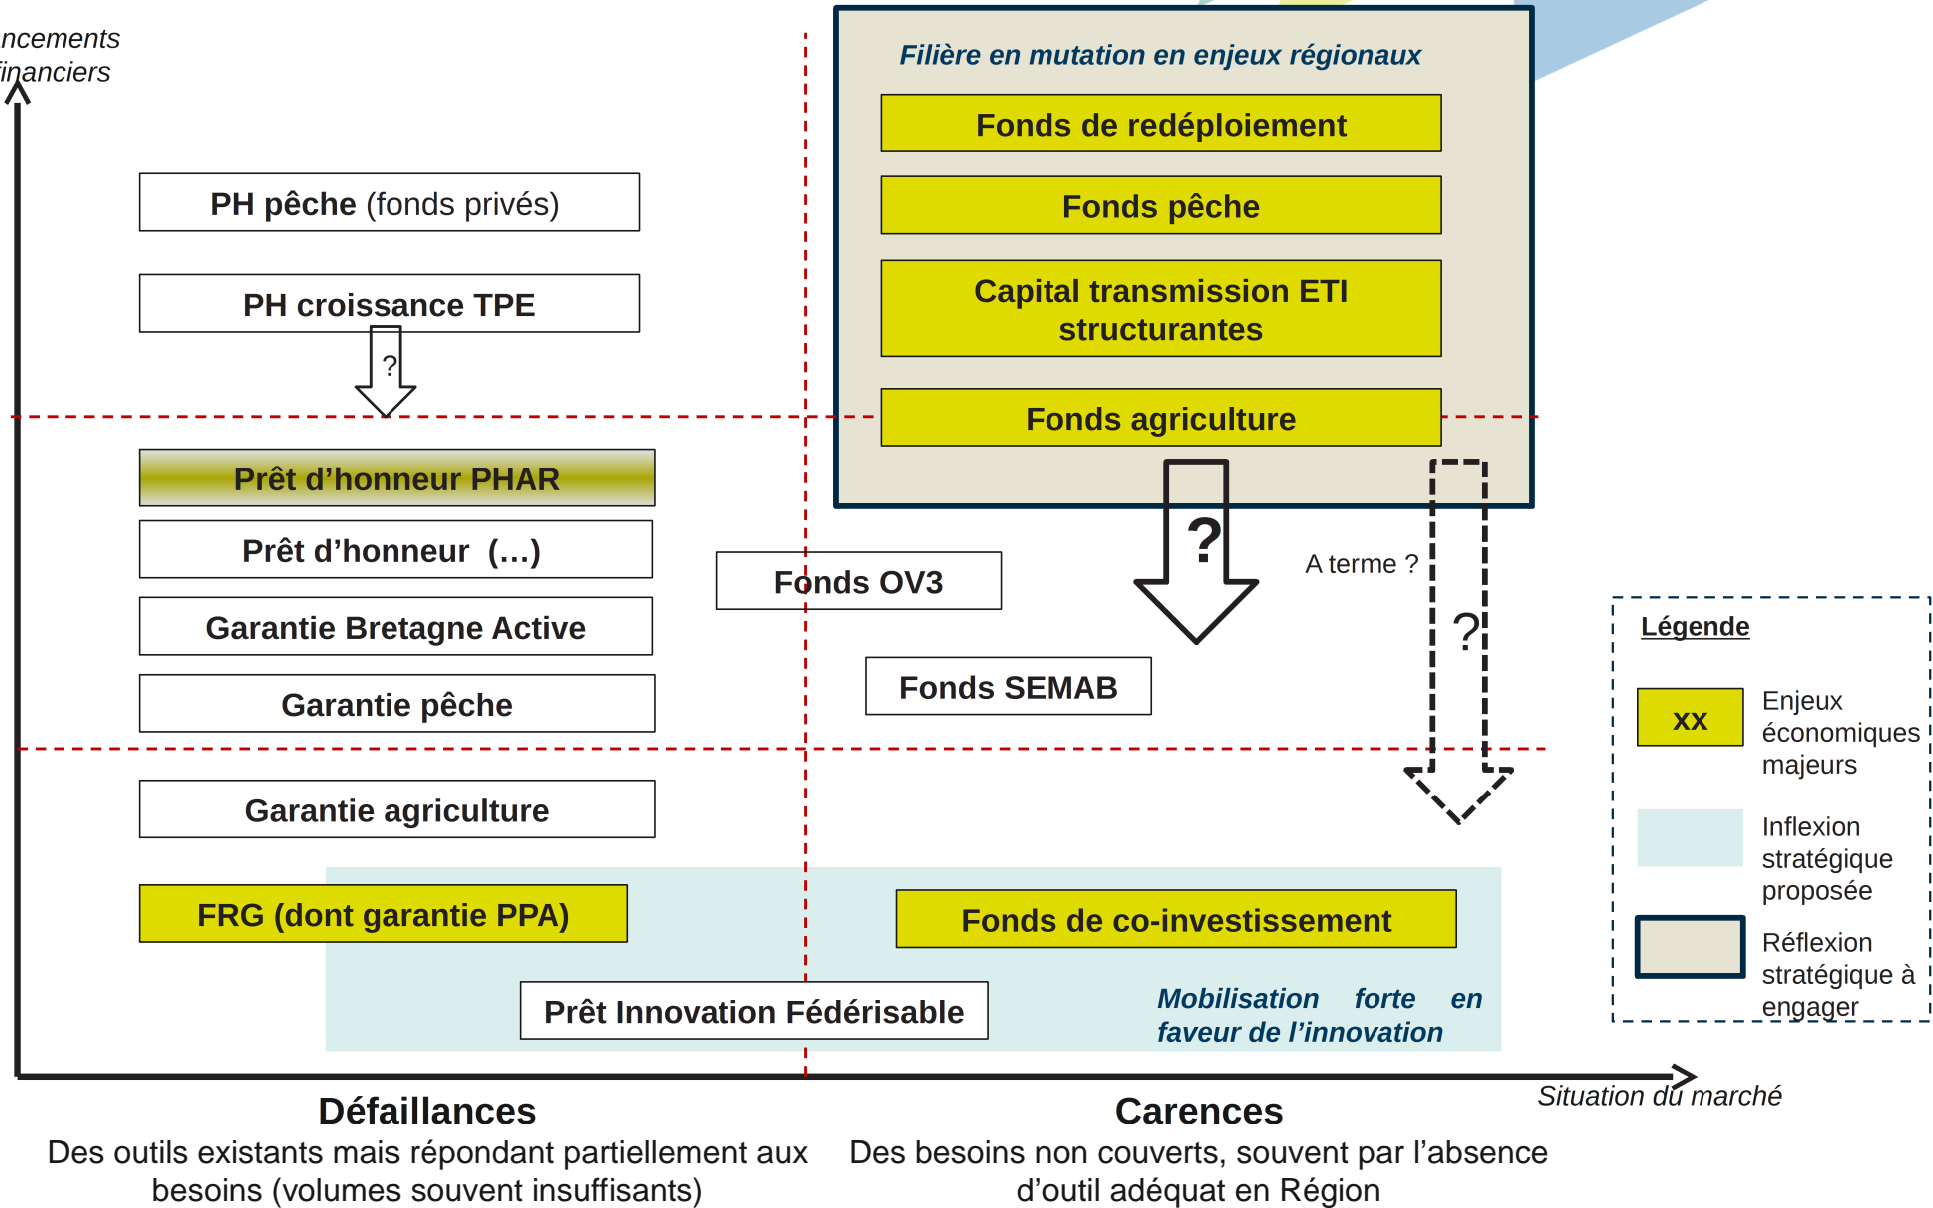 ncements
financiers
Filière en mutation en enjeux régionaux
Fonds de redéploiement
PH pêche (fonds privés)
Fonds pêche
PH croissance TPE
Capital transmission ETI
structurantes
?
Fonds agriculture
Prêt d’honneur PHAR
Prêt d’honneur (…)
?
A terme ?
Fonds OV3
Garantie Bretagne Active
?
Fonds SEMAB
Garantie pêche
Garantie agriculture
FRG (dont garantie PPA)
Fonds de co-investissement
Prêt Innovation Fédérisable
Mobilisation forte en
faveur de l’innovation
Légende
xx
Enjeux
économiques
majeurs
Inflexion
stratégique
proposée
Réflexion
stratégique à
engager
Situation du marché
Défaillances
Des outils existants mais répondant partiellement aux
besoins (volumes souvent insuffisants)
Carences
Des besoins non couverts, souvent par l’absence
d’outil adéquat en Région